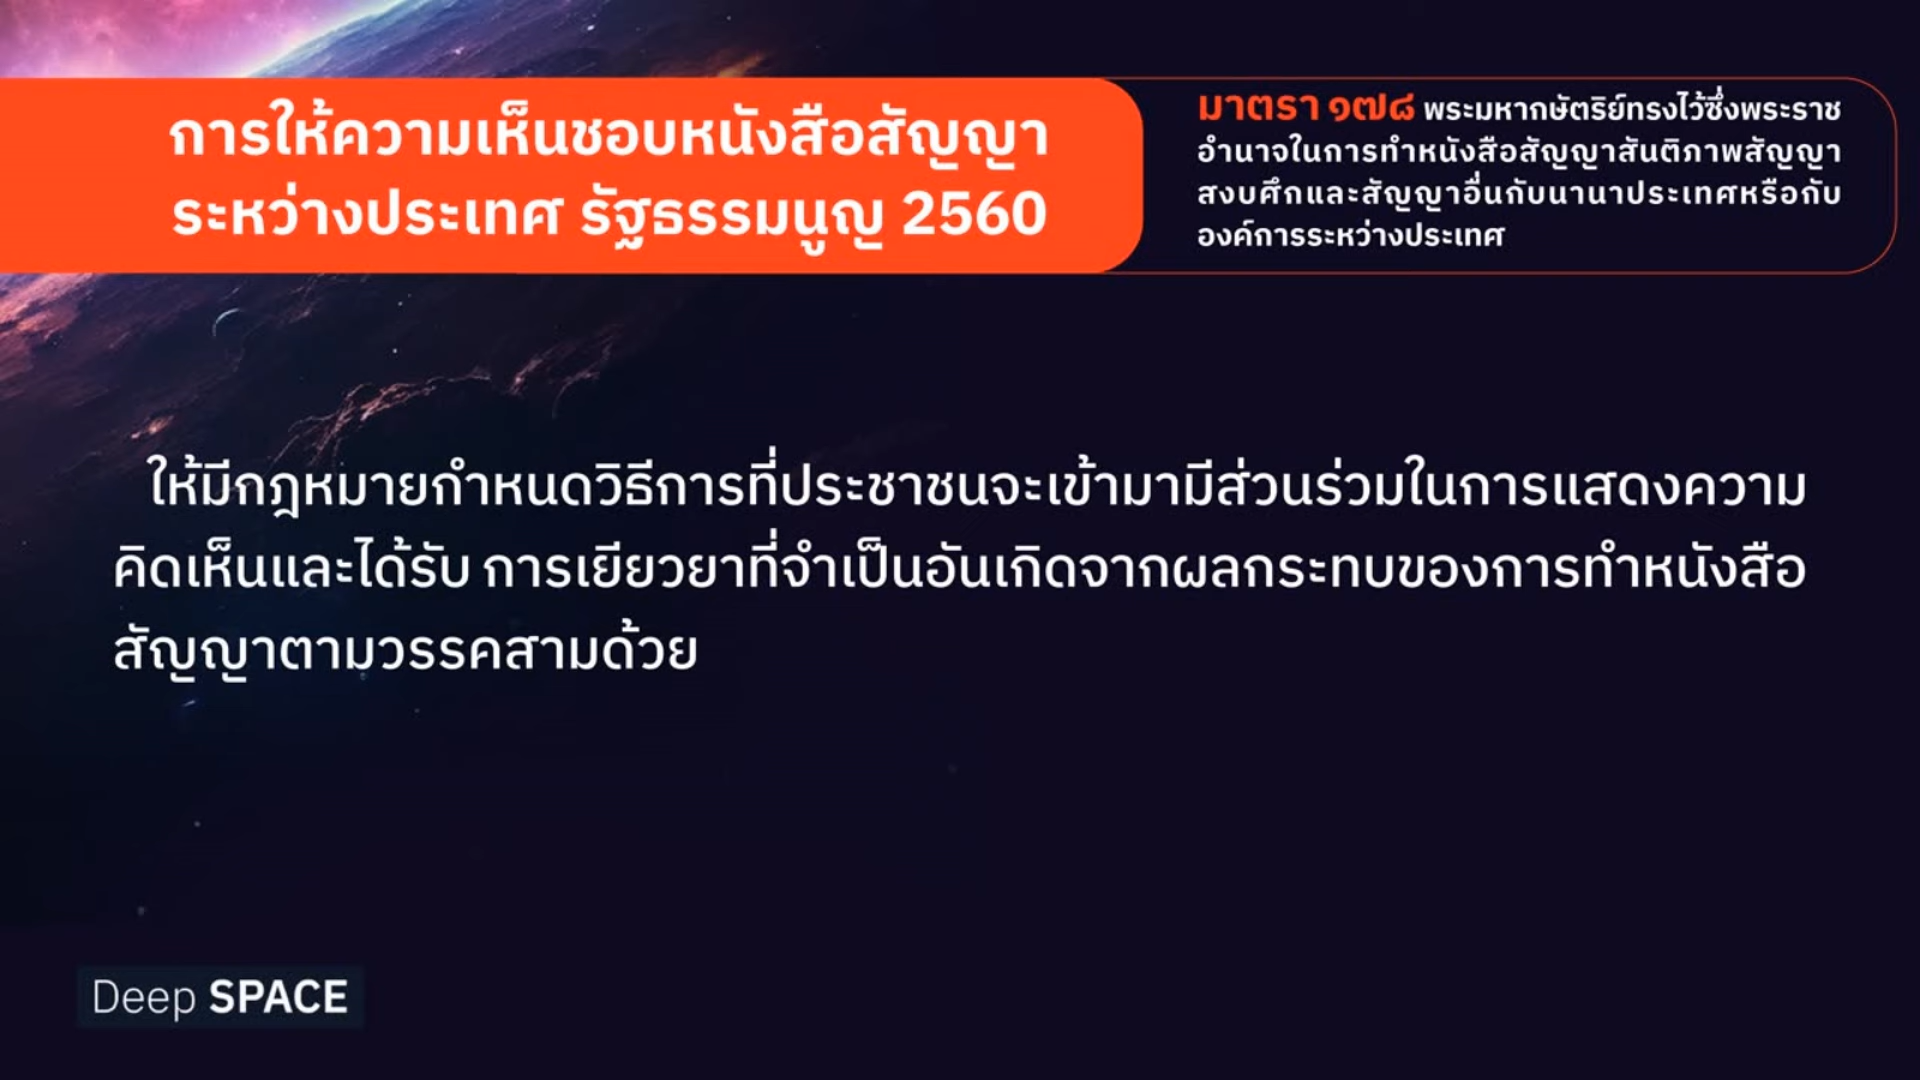 การให้ความเห็นชอบหนังสือสัญญา
ระหว่างประเทศ รัฐธรรมนูญ 2560
มาตรา ๑๗๘ พระมหากษัตริย์ทรงไว้ซึ่งพระราช
อำนาจในการทำหนังสือสัญญาสันติภาพสัญญา
สงบศึกและสัญญาอื่นกับนานาประเทศหรือกับ
องค์การระหว่างประเทศ
ให้มีกฎหมายกำหนดวิธีการที่ประชาชนจะเข้ามามีส่วนร่วมในการแสดงความ
คิดเห็นและได้รับ การเยียวยาที่จำเป็นอันเกิดจากผลกระทบของการทำหนังสือ
สัญญาตามวรรคสามด้วย
Deep SPACE